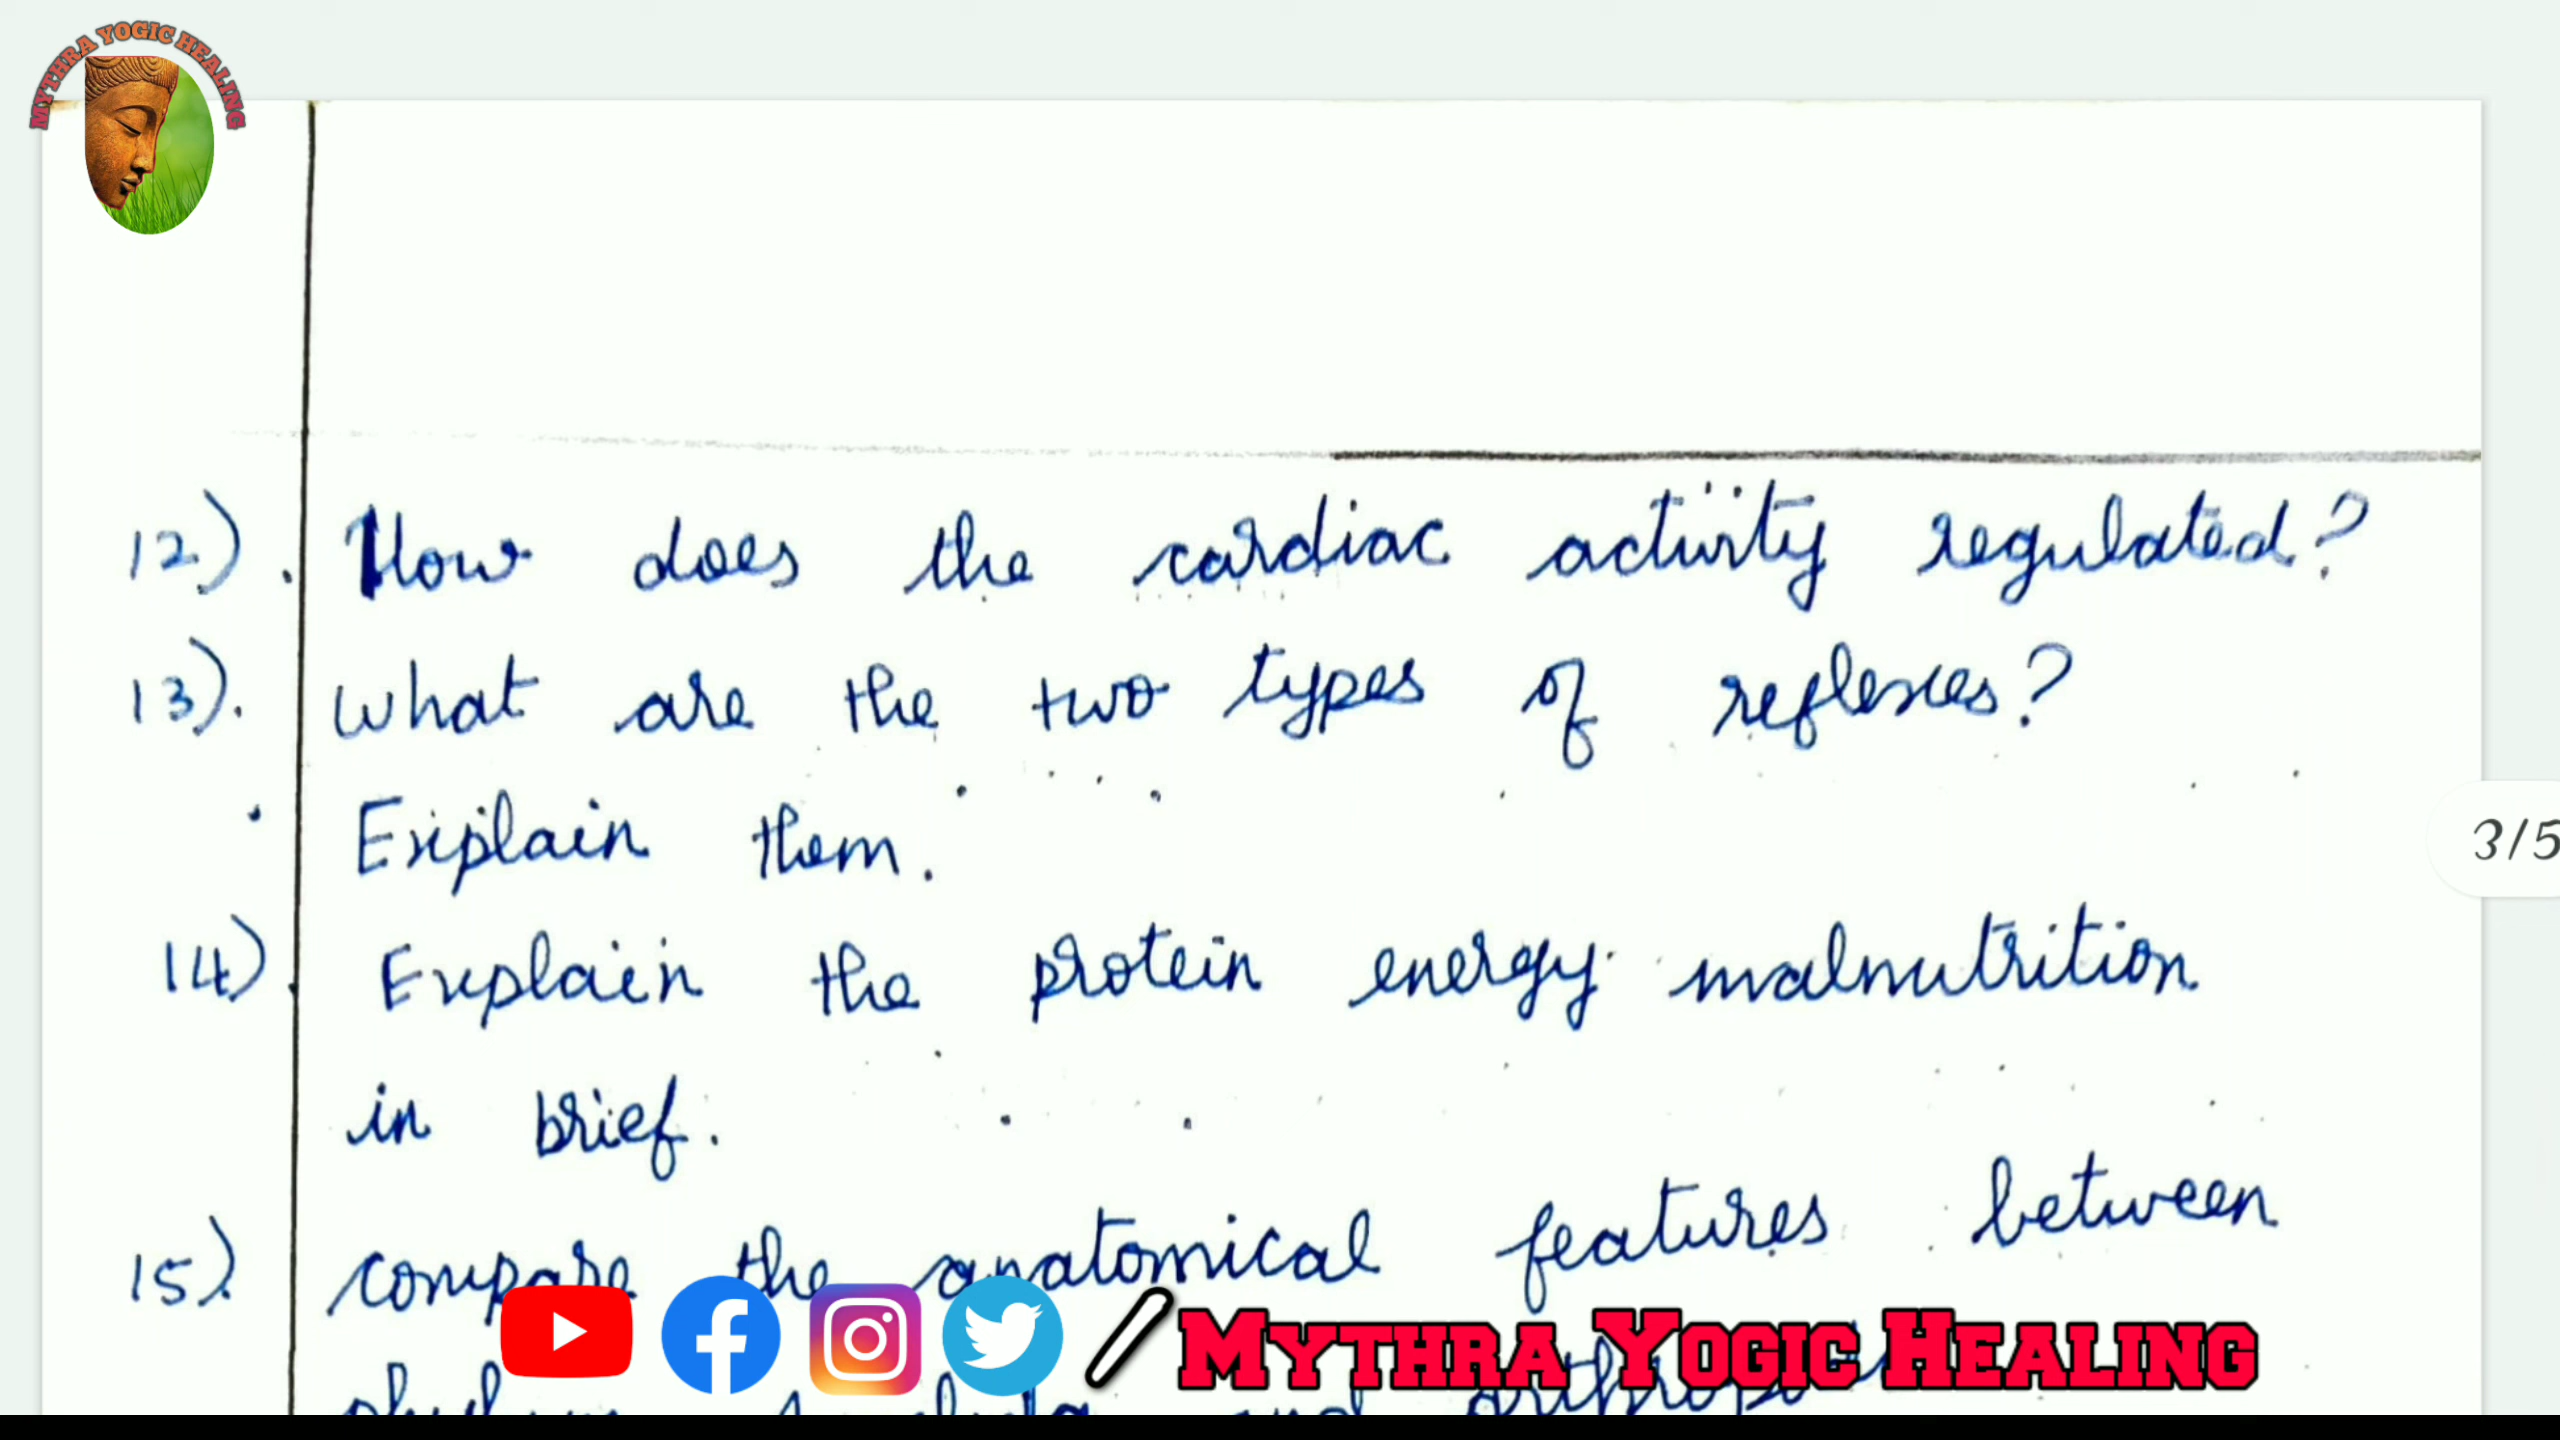 MYTHRA YOGIC HEALING
12). How does the cardiac activity regulated?
13). What are the two types of reflexes?
Explain them.
3/5
14). Explain the protein energy malnutrition
in brief.
15). compare the anatomical features between
and
MYTHRA YOGIC HEALING